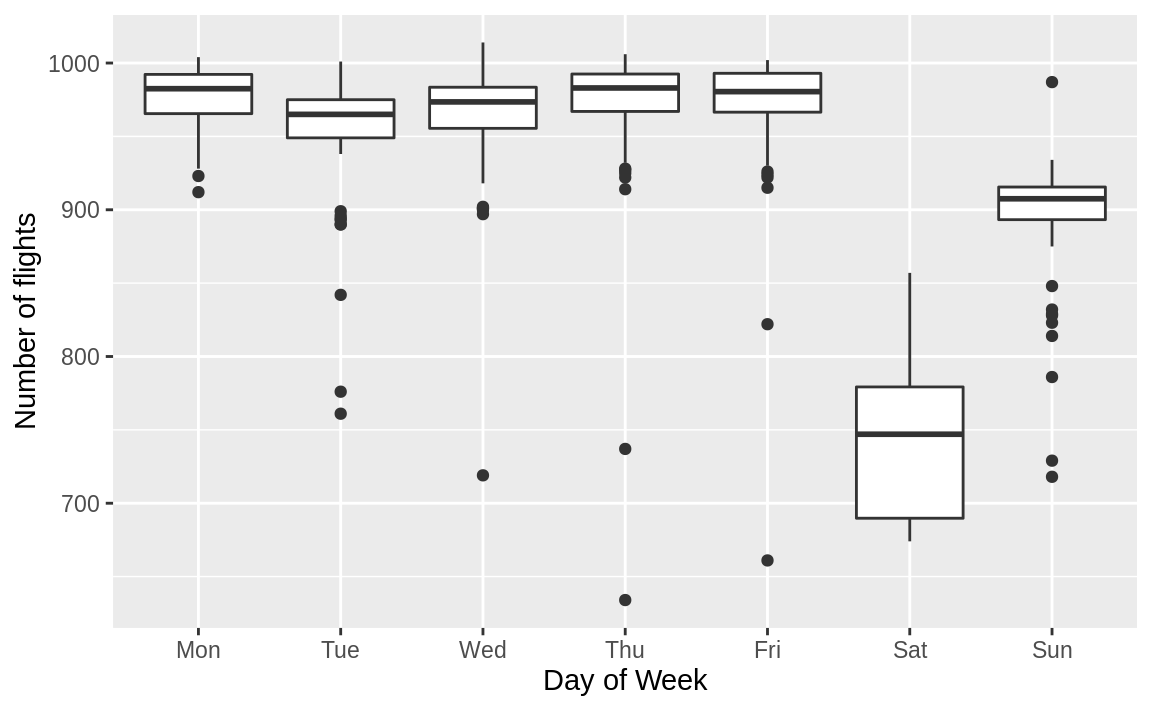 1000
900
800
700
Number of flights
Mon Tue Wed Thu Fri Sat Sun
Day of Week